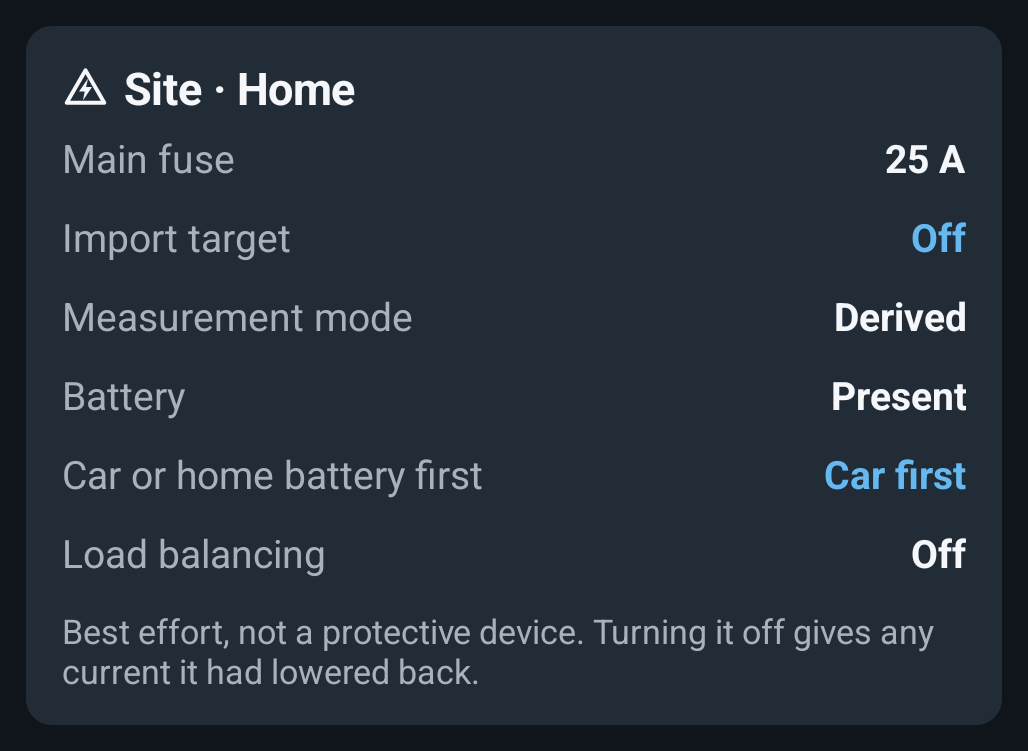 Site · Home
Main fuse 25 A
Import target Off
Measurement mode Derived
Battery Present
Car or home battery first Car first
Load balancing Off
Best effort, not a protective device. Turning it off gives any
current it had lowered back.